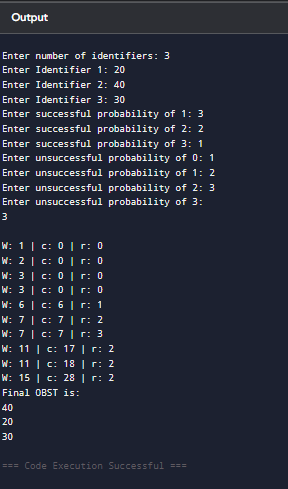 Output
Enter number of identifiers: 3
Enter Identifier 1: 20
Enter Identifier 2: 40
Enter Identifier 3: 30
Enter successful probability of 1: 3
Enter successful probability of 2: 2
Enter successful probability of 3: 1
Enter unsuccessful probability of 0: 1
Enter unsuccessful probability of 1: 2
Enter unsuccessful probability of 2: 3
Enter unsuccessful probability of 3:
3
W: 1 | c: 0 | r: 0
W: 2 | c: 0 | r: 0
W: 3 | c: 0 | r: 0
W: 3 | c: 0 | r: 0
W: 6 | c: 6 | r: 1
W: 7 | c: 7 | r: 2
W: 7 | c: 7 | r: 3
W: 11 | c: 17 | r: 2
W: 11 | c: 18 | r: 2
W: 15 | c: 28 | r: 2
Final OBST is:
40
20
30
=== Code Execution Successful ===